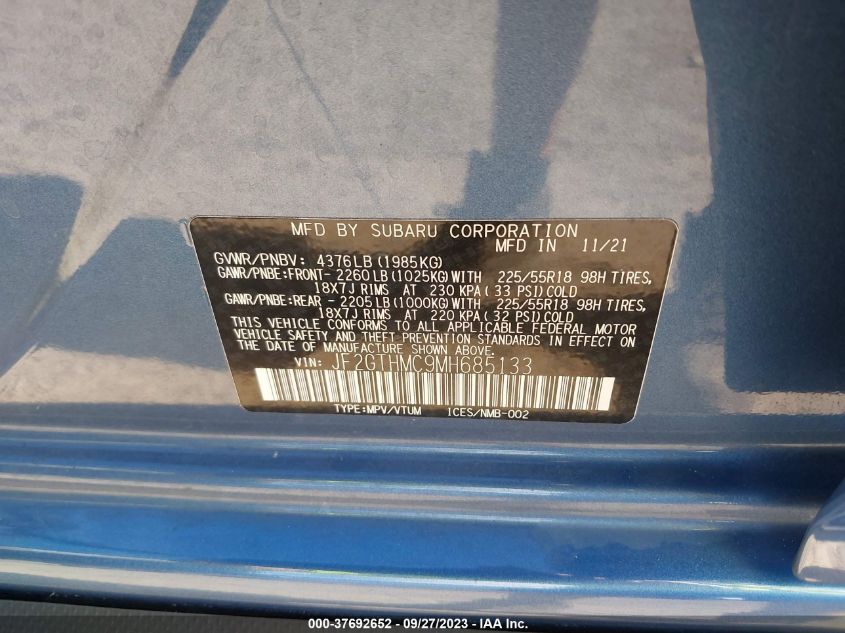 MFD BY SUBARU CORPORATION
MFD IN 11/21
GVWR/PNBV: 4376LB (1985KG)
GAWR/PNBE:FRONT- 2260LB (1025KG) WITH 225/55R18 98H TIRES,
18X7J RIMS AT 230 KPA (33 PSI) COLD
GAWR/PNBE:REAR - 2205LB (1000KG) WITH 225/55R18 98H TIRES,
18X7J RIMS AT 220 KPA (32 PSI) COLD
THIS VEHICLE CONFORMS TO ALL APPLICABLE FEDERAL MOTOR
VEHICLE SAFETY AND THEFT PREVENTION STANDARDS IN EFFECT ON
THE DATE OF MANUFACTURE SHOWN ABOVE.
VIN: JF2GTHMC9MH685133
TYPE:MPV/VTUM 1CES/NMB-002
000-37692652 - 09/27/2023 - IAA Inc.